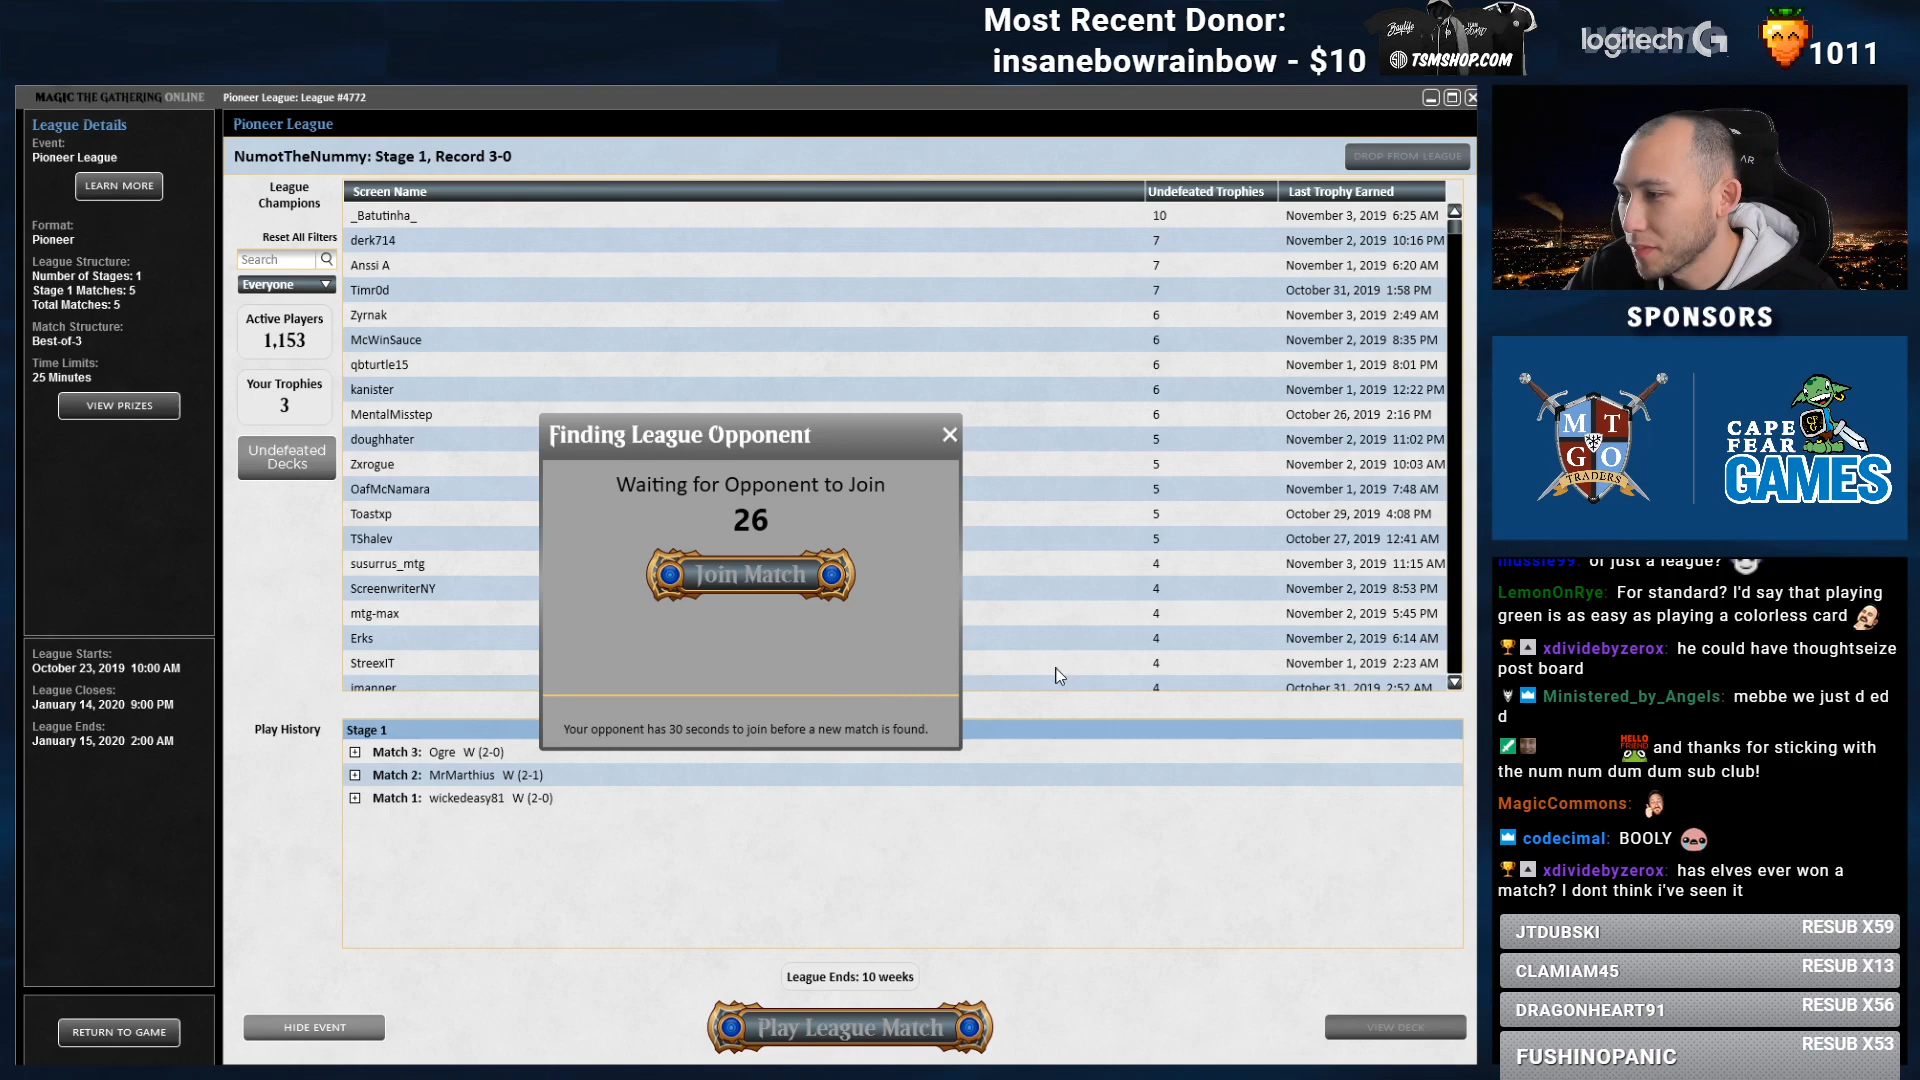 Most Recent Donor:
insanebowrainbow - $10
TSMSHOP.COM
logitech G
1011
MAGIC THE GATHERING ONLINE
Pioneer League: League #4772
League Details
Event:
Pioneer League
LEARN MORE
Format:
Pioneer
League Structure:
Number of Stages: 1
Stage 1 Matches: 5
Total Matches: 5
Match Structure:
Best-of-3
Time Limits:
25 Minutes
VIEW PRIZES
League Starts:
October 23, 2019 10:00 AM
League Closes:
January 14, 2020 9:00 PM
League Ends:
January 15, 2020 2:00 AM
RETURN TO GAME
Pioneer League
NumotTheNummy: Stage 1, Record 3-0
DROP FROM LEAGUE
League
Champions
Reset All Filters
Search
Everyone
Active Players
1,153
Your Trophies
3
Undefeated
Decks
Screen Name Undefeated Trophies Last Trophy Earned
_Batutinha_ 10 November 3, 2019 6:25 AM
derk714 7 November 2, 2019 10:16 PM
Anssi A 7 November 1, 2019 6:20 AM
Timr0d 7 October 31, 2019 1:58 PM
Zyrnak 6 November 3, 2019 2:49 AM
McWinSauce 6 November 2, 2019 8:35 PM
qbturtle15 6 November 1, 2019 8:01 PM
kanister 6 November 1, 2019 12:22 PM
MentalMisstep 6 October 26, 2019 2:16 PM
doughhater 5 November 2, 2019 11:02 PM
Zxrogue 5 November 2, 2019 10:03 AM
OafMcNamara 5 November 1, 2019 7:48 AM
Toastxp 5 October 29, 2019 4:08 PM
TShalev 5 October 27, 2019 12:41 AM
susurrus_mtg 4 November 3, 2019 11:15 AM
ScreenwriterNY 4 November 2, 2019 8:53 PM
mtg-max 4 November 2, 2019 5:45 PM
Erks 4 November 2, 2019 6:14 AM
StreexIT 4 November 1, 2019 2:23 AM
imanner 4 October 31, 2019 2:52 AM
Finding League Opponent
Waiting for Opponent to Join
26
Join Match
Your opponent has 30 seconds to join before a new match is found.
Play History
Stage 1
Match 3: Ogre W (2-0)
Match 2: MrMarthius W (2-1)
Match 1: wickedeasy81 W (2-0)
League Ends: 10 weeks
HIDE EVENT
Play League Match
VIEW DECK
SPONSORS
M T
G O
TRADERS
CAPE
FEAR
GAMES
mussie99: or just a league?
LemonOnRye: For standard? I'd say that playing
green is as easy as playing a colorless card
xdividebyzerox: he could have thoughtseize
post board
Ministered_by_Angels: mebbe we just d ed
d
HELLO
FRIEND
and thanks for sticking with
the num num dum dum sub club!
MagicCommons:
codecimal: BOOLY
xdividebyzerox: has elves ever won a
match? I dont think i've seen it
JTDUBSKI RESUB X59
CLAMIAM45 RESUB X13
DRAGONHEART91 RESUB X56
FUSHINOPANIC RESUB X53